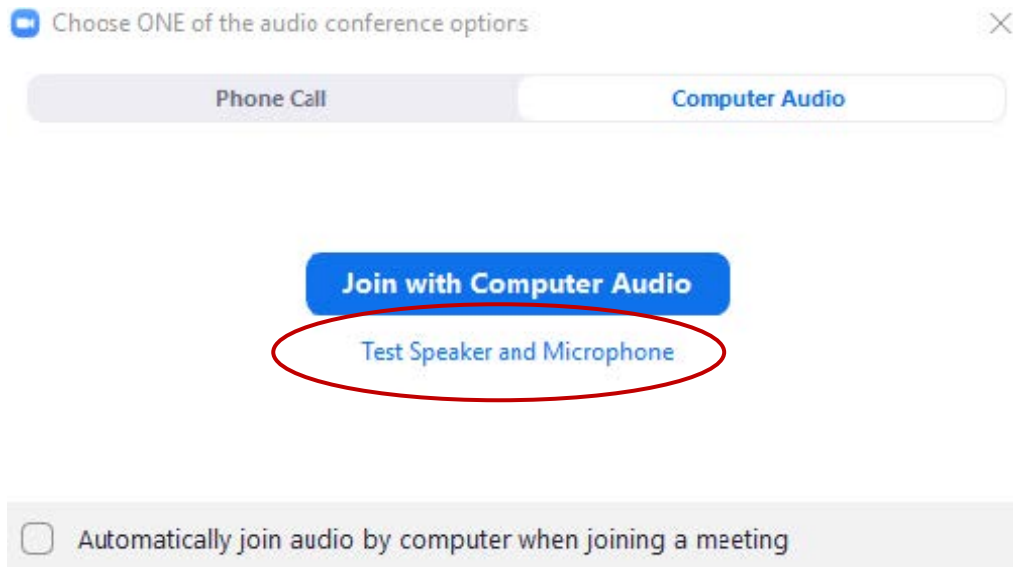 Choose ONE of the audio conference options
Phone Call
Computer Audio
Join with Computer Audio
Test Speaker and Microphone
Automatically join audio by computer when joining a meeting